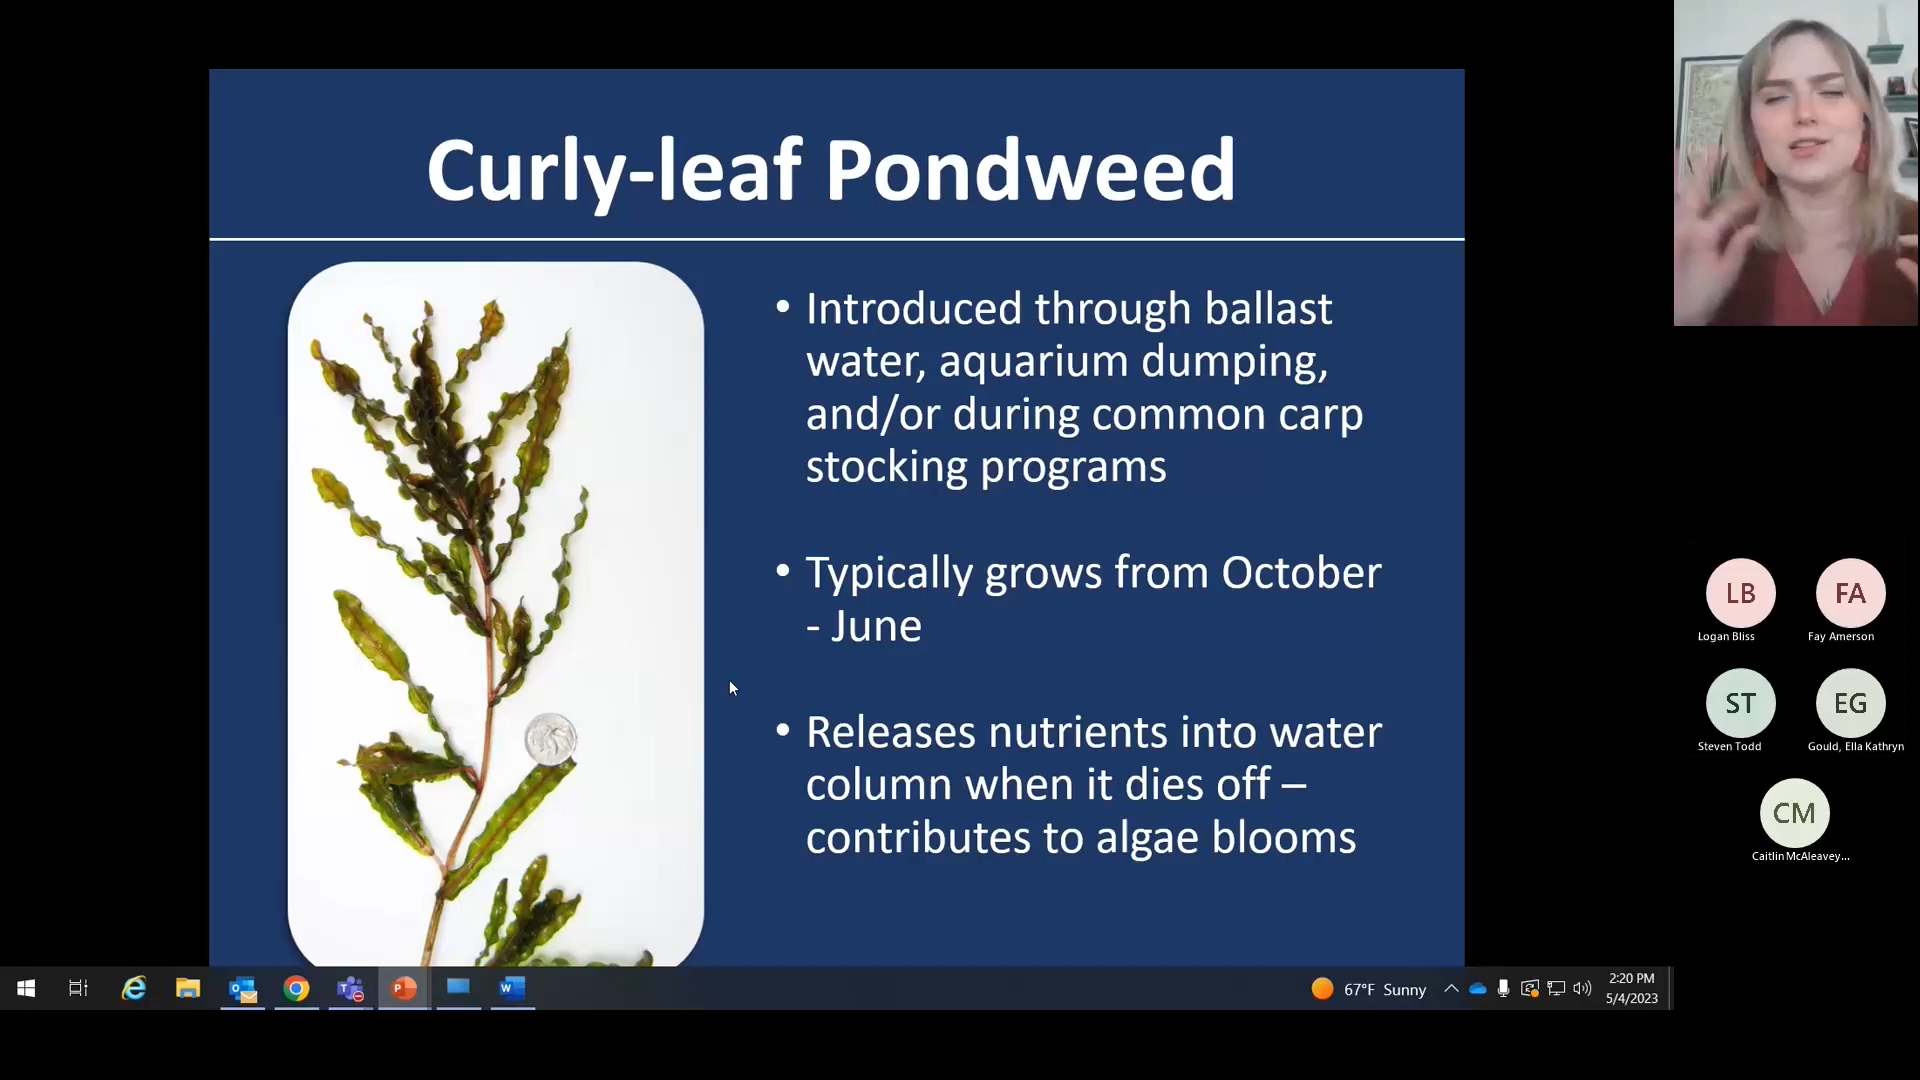 Curly-leaf Pondweed
• Introduced through ballast
water, aquarium dumping,
and/or during common carp
stocking programs
• Typically grows from October
- June
• Releases nutrients into water
column when it dies off –
contributes to algae blooms
LB
FA
Logan Bliss
Fay Amerson
ST
EG
Steven Todd
Gould, Ella Kathryn
CM
Caitlin McAleavey...
67°F Sunny
2:20 PM
5/4/2023